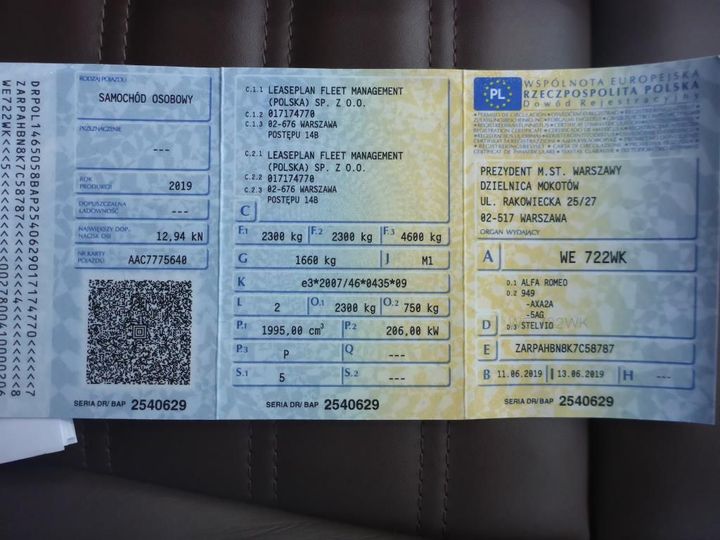 DRPOL1465058BAP2540629017174770<<<<<<7
ZARPAHBN8K7C58787
WE722WK<<<5
RODZAJ POJAZDU
SAMOCHÓD OSOBOWY
PRZEZNACZENIE
---
ROK PRODUKCJI
2019
DOPUSZCZALNA ŁADOWNOŚĆ
---
NAJWIĘKSZY DOP. NACISK OSI
12,94 kN
NR KARTY POJAZDU
AAC7775640
SERIA DR/ BAP 2540629
C.1.1 LEASEPLAN FLEET MANAGEMENT
(POLSKA) SP. Z O.O.
C.1.2 017174770
C.1.3 02-676 WARSZAWA
POSTĘPU 14B
C.2.1 LEASEPLAN FLEET MANAGEMENT
(POLSKA) SP. Z O.O.
C.2.2 017174770
C.2.3 02-676 WARSZAWA
POSTĘPU 14B
C
F.1 2300 kg F.2 2300 kg F.3 4600 kg
G 1660 kg J M1
K e3*2007/46*0435*09
L 2 O.1 2300 kg O.2 750 kg
P.1 1995,00 cm³ P.2 206,00 kW
P.3 P Q ---
S.1 5 S.2 ---
SERIA DR/ BAP 2540629
PL
WSPÓLNOTA EUROPEJSKA
RZECZPOSPOLITA POLSKA
Dowód Rejestracyjny
PREZYDENT M.ST. WARSZAWY
DZIELNICA MOKOTÓW
UL. RAKOWIECKA 25/27
02-517 WARSZAWA
ORGAN WYDAJĄCY
A WE 722WK
D.1 ALFA ROMEO
D.2 949
-AXA2A
-5AG
D D.3 STELVIO
E ZARPAHBN8K7C58787
B 11.06.2019 I 13.06.2019 H ---
SERIA DR/ BAP 2540629